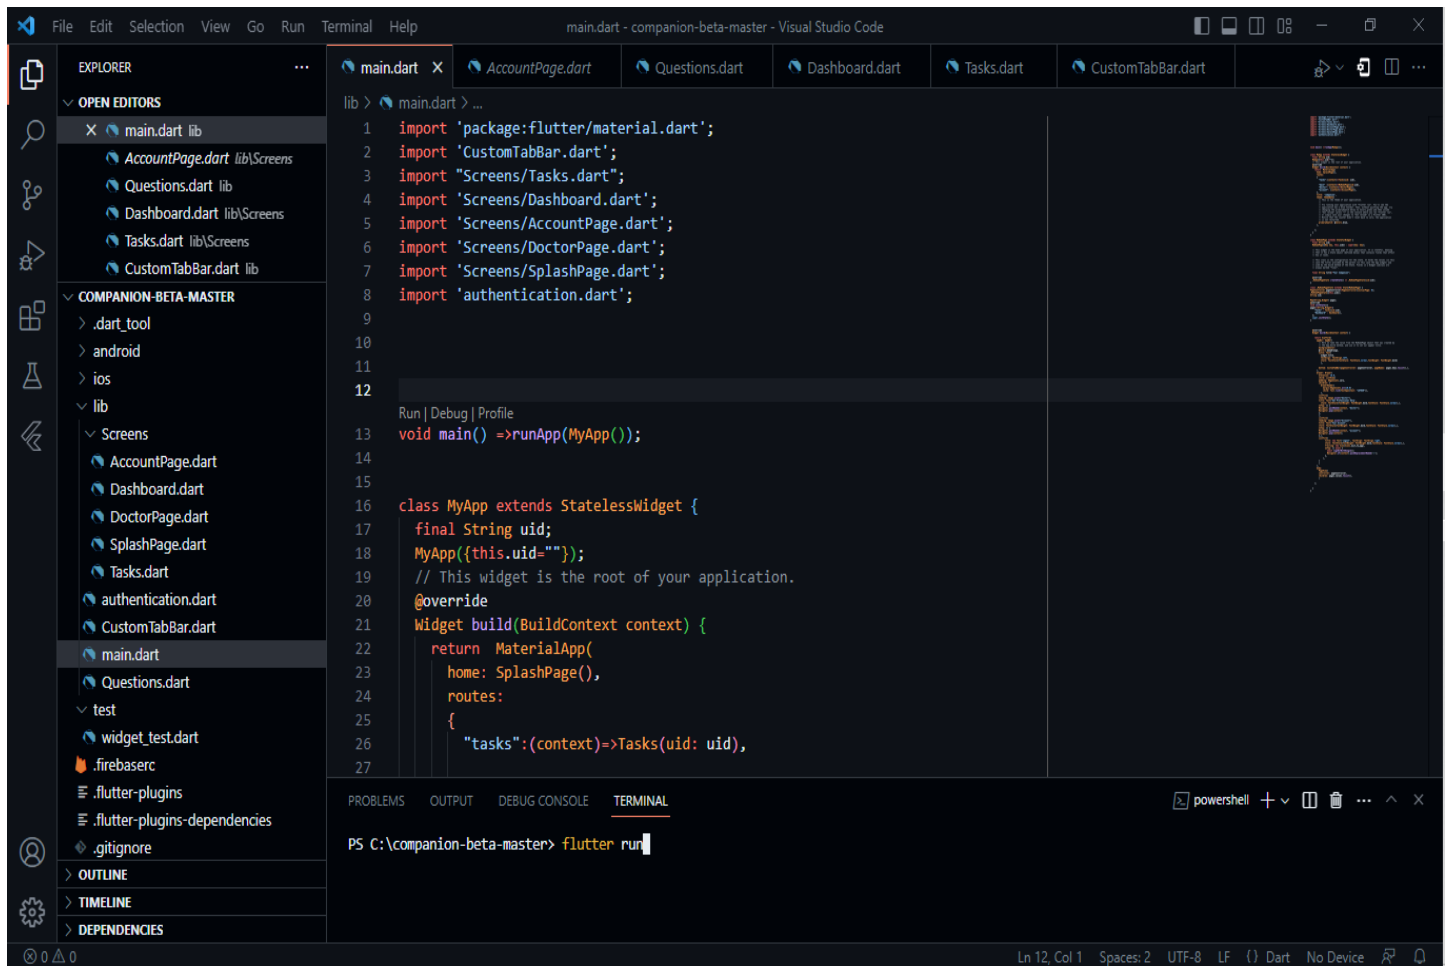 File Edit Selection View Go Run Terminal Help main.dart - companion-beta-master - Visual Studio Code
EXPLORER
OPEN EDITORS
main.dart lib
AccountPage.dart lib\Screens
Questions.dart lib
Dashboard.dart lib\Screens
Tasks.dart lib\Screens
CustomTabBar.dart lib
COMPANION-BETA-MASTER
.dart_tool
android
ios
lib
Screens
AccountPage.dart
Dashboard.dart
DoctorPage.dart
SplashPage.dart
Tasks.dart
authentication.dart
CustomTabBar.dart
main.dart
Questions.dart
test
widget_test.dart
.firebaserc
.flutter-plugins
.flutter-plugins-dependencies
.gitignore
OUTLINE
TIMELINE
DEPENDENCIES
main.dart AccountPage.dart Questions.dart Dashboard.dart Tasks.dart CustomTabBar.dart
lib > main.dart > ...
1 import 'package:flutter/material.dart';
2 import 'CustomTabBar.dart';
3 import "Screens/Tasks.dart";
4 import 'Screens/Dashboard.dart';
5 import 'Screens/AccountPage.dart';
6 import 'Screens/DoctorPage.dart';
7 import 'Screens/SplashPage.dart';
8 import 'authentication.dart';
9
10
11
12
Run | Debug | Profile
13 void main() =>runApp(MyApp());
14
15
16 class MyApp extends StatelessWidget {
17 final String uid;
18 MyApp({this.uid=""});
19 // This widget is the root of your application.
20 @override
21 Widget build(BuildContext context) {
22 return  MaterialApp(
23 home: SplashPage(),
24 routes:
25 {
26 "tasks":(context)=>Tasks(uid: uid),
27
PROBLEMS OUTPUT DEBUG CONSOLE TERMINAL powershell
PS C:\companion-beta-master> flutter run
0 0 Ln 12, Col 1 Spaces: 2 UTF-8 LF {} Dart No Device